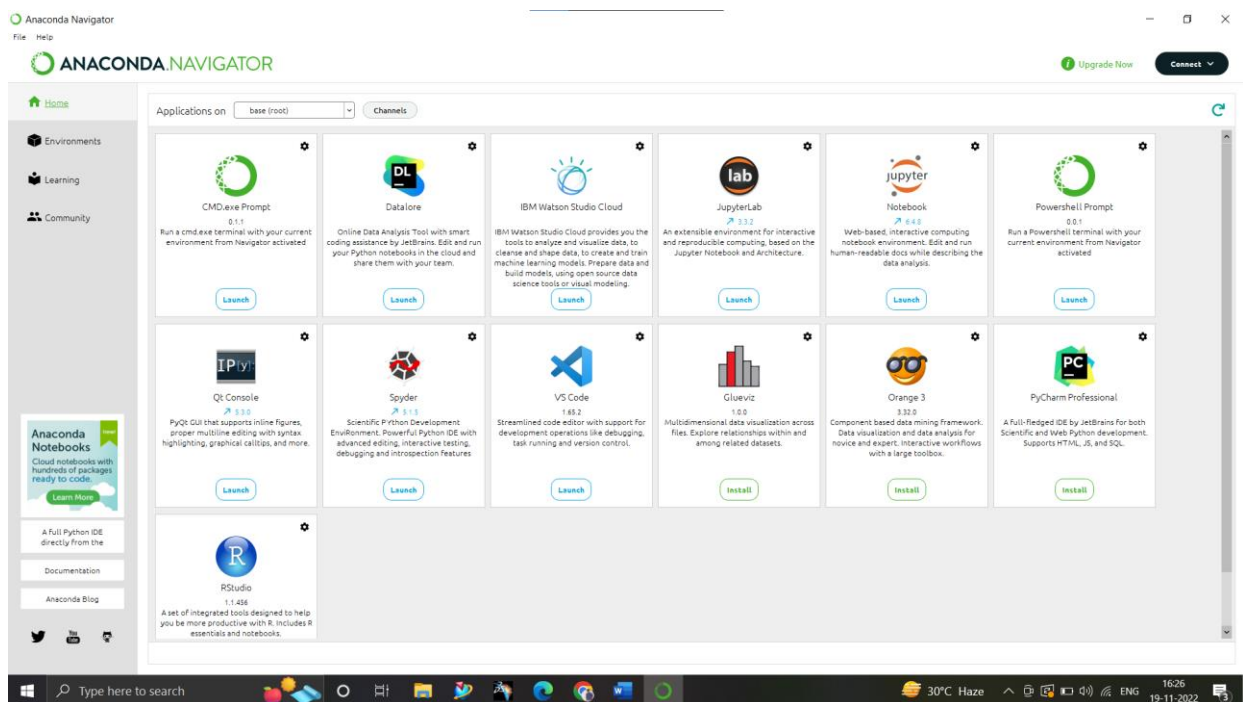 Anaconda Navigator
File Help
ANACONDA.NAVIGATOR
Upgrade Now
Connect
Home
Environments
Learning
Community
Applications on
base (root)
Channels
CMD.exe Prompt
0.1.1
Run a cmd.exe terminal with your current
environment from Navigator activated
Launch
DL
Datalore
Online Data Analysis Tool with smart
coding assistance by JetBrains. Edit and run
your Python notebooks in the cloud and
share them with your team.
Launch
IBM Watson Studio Cloud
IBM Watson Studio Cloud provides you the
tools to analyze and visualize data, to
cleanse and shape data, to create and train
machine learning models. Prepare data and
build models, using open source data
science tools or visual modeling.
Launch
lab
JupyterLab
3.3.2
An extensible environment for interactive
and reproducible computing, based on the
Jupyter Notebook and Architecture.
Launch
jupyter
Notebook
6.4.8
Web-based, interactive computing
notebook environment. Edit and run
human-readable docs while describing the
data analysis.
Launch
Powershell Prompt
0.0.1
Run a Powershell terminal with your
current environment from Navigator
activated
Launch
IP[y]:
Qt Console
5.3.0
PyQt GUI that supports inline figures,
proper multiline editing with syntax
highlighting, graphical calltips, and more.
Launch
Spyder
5.1.5
Scientific PYthon Development
EnviRonment. Powerful Python IDE with
advanced editing, interactive testing,
debugging and introspection features
Launch
VS Code
1.65.2
Streamlined code editor with support for
development operations like debugging,
task running and version control.
Launch
Glueviz
1.0.0
Multidimensional data visualization across
files. Explore relationships within and
among related datasets.
Install
Orange 3
3.32.0
Component based data mining framework.
Data visualization and data analysis for
novice and expert. Interactive workflows
with a large toolbox.
Install
PC
PyCharm Professional
A full-fledged IDE by JetBrains for both
Scientific and Web Python development.
Supports HTML, JS, and SQL.
Install
R
RStudio
1.1.456
A set of integrated tools designed to help
you be more productive with R. Includes R
essentials and notebooks.
Anaconda
Notebooks
Cloud notebooks with
hundreds of packages
ready to code.
Learn More
A Full Python IDE
directly from the
Documentation
Anaconda Blog
You
Tube
Type here to search
30°C Haze
ENG
16:26
19-11-2022
3